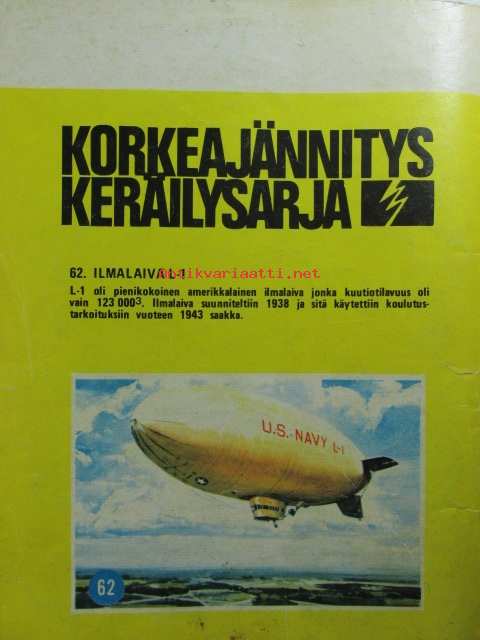 KORKEAJÄNNITYS
KERÄILYSARJA
62. ILMALAIVA L-1
antikvariaatti.net
L-1 oli pienikokoinen amerikkalainen ilmalaiva jonka kuutiotilavuus oli
vain 123 000³. Ilmalaiva suunniteltiin 1938 ja sitä käytettiin koulutus-
tarkoituksiin vuoteen 1943 saakka.
U.S. NAVY L-1
62